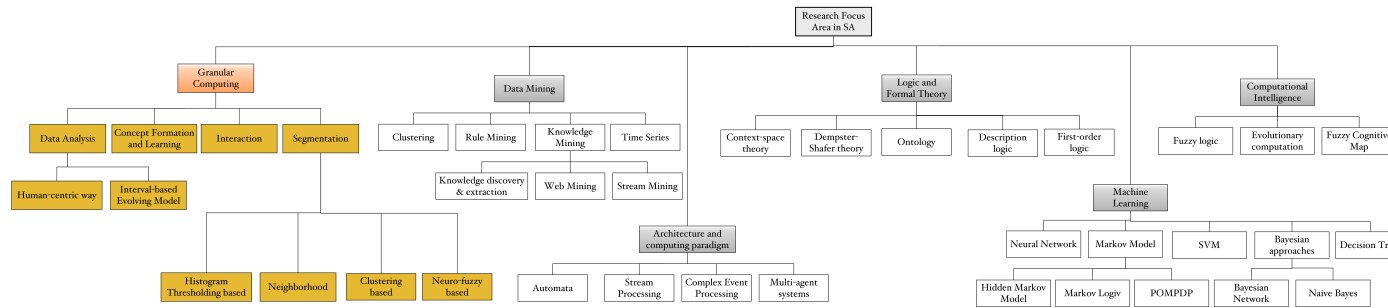 Research Focus
Area in SA
Granular
Computing
Data Mining
Logic and
Formal Theory
Computational
Intelligence
Data Analysis
Concept Formation
and Learning
Interaction
Segmentation
Clustering
Rule Mining
Knowledge
Mining
Time Series
Context-space
theory
Dempster-
Shafer theory
Ontology
Description
logic
First-order
logic
Fuzzy logic
Evolutionary
computation
Fuzzy Cognitive
Map
Human-centric way
Interval-based
Evolving Model
Knowledge discovery
& extraction
Web Mining
Stream Mining
Machine
Learning
Architecture and
computing paradigm
Neural Network
Markov Model
SVM
Bayesian
approaches
Decision Tr
Histogram
Thresholding based
Neighborhood
Clustering
based
Neuro-fuzzy
based
Automata
Stream
Processing
Complex Event
Processing
Multi-agent
systems
Hidden Markov
Model
Markov Logiv
POMPDP
Bayesian
Network
Naive Bayes